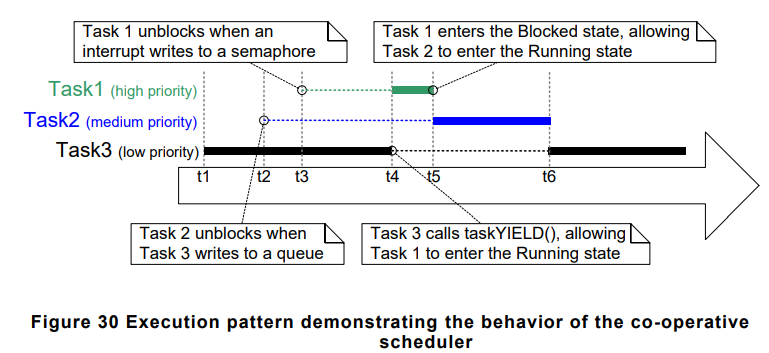 Task 1 unblocks when an
interrupt writes to a semaphore
Task 1 enters the Blocked state, allowing
Task 2 to enter the Running state
Task1 (high priority)
Task2 (medium priority)
Task3 (low priority)
t1 t2 t3 t4 t5 t6
Task 2 unblocks when
Task 3 writes to a queue
Task 3 calls taskYIELD(), allowing
Task 1 to enter the Running state
Figure 30 Execution pattern demonstrating the behavior of the co-operative
scheduler